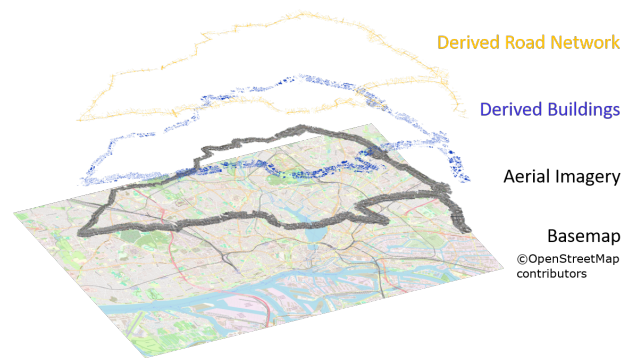 Derived Road Network
Derived Buildings
Aerial Imagery
Basemap
©OpenStreetMap
contributors